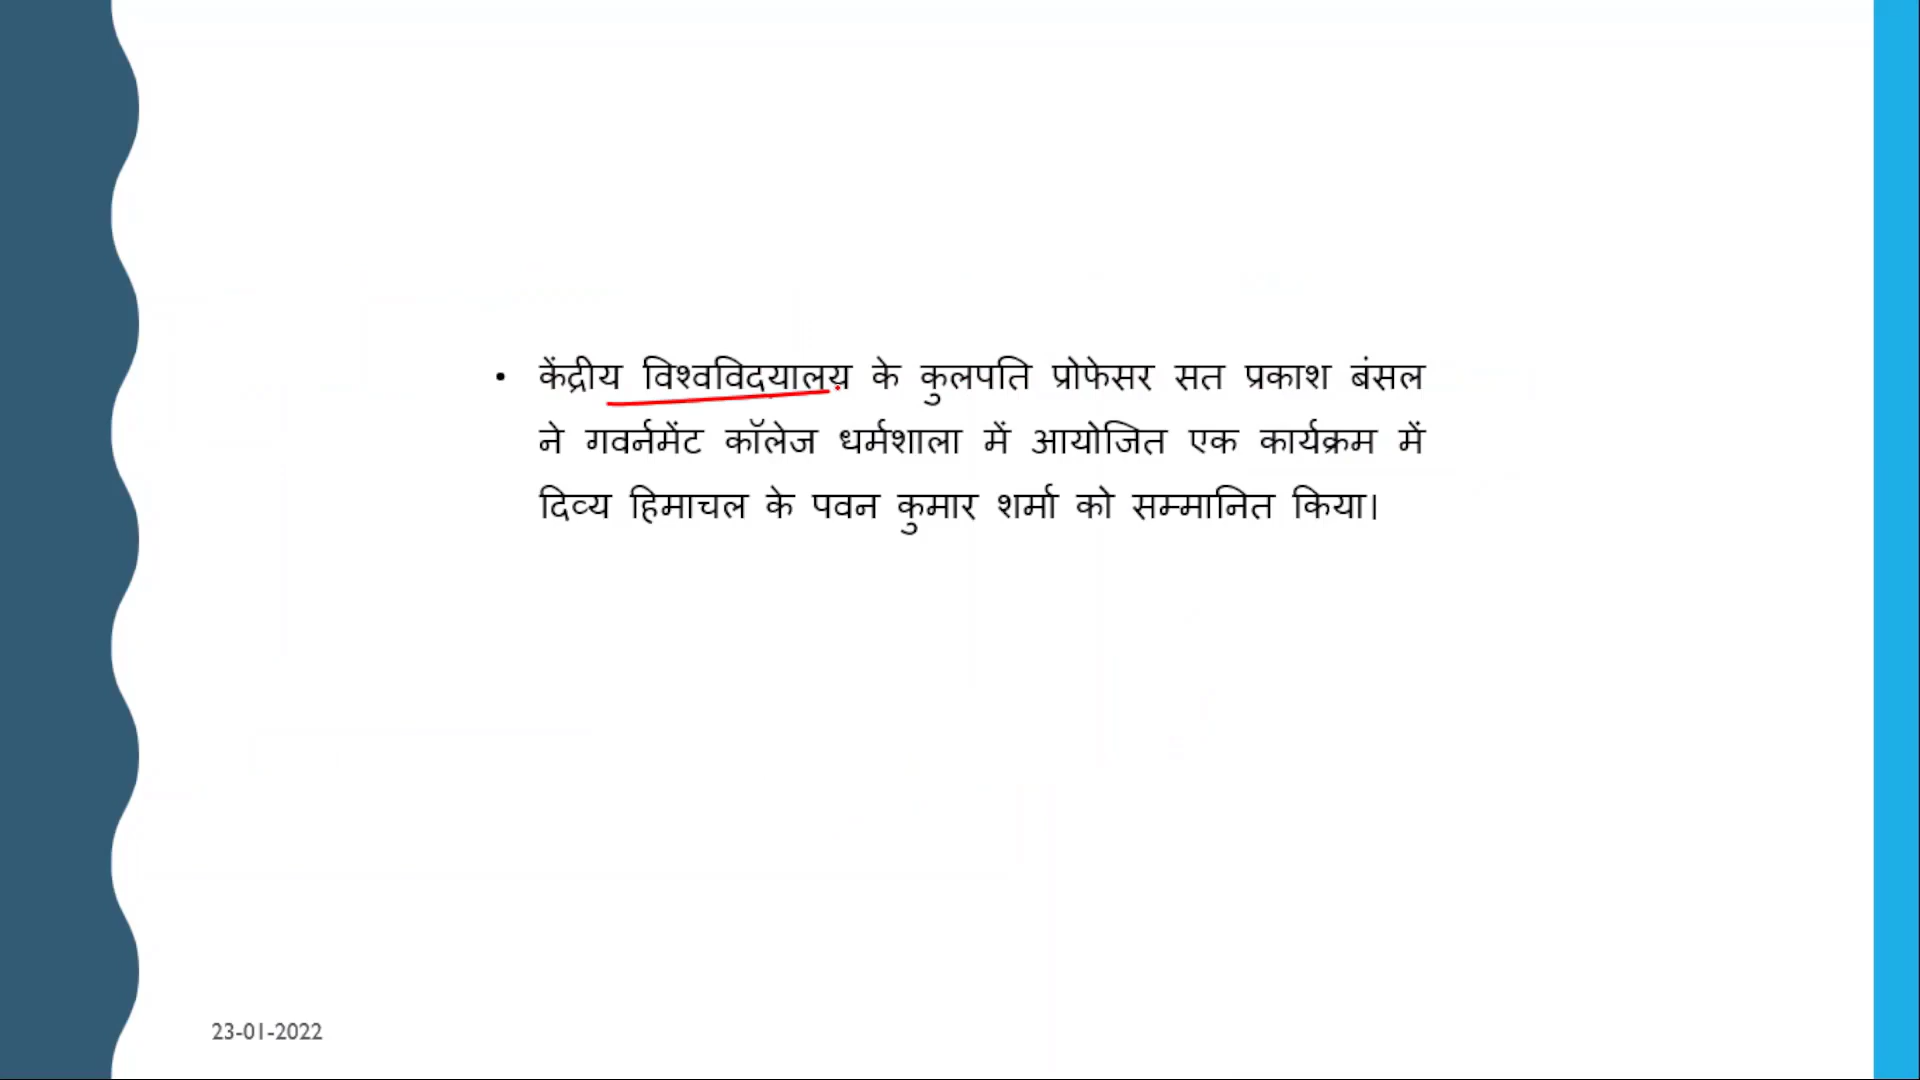 • केंद्रीय विश्वविदयालय के कुलपति प्रोफेसर सत प्रकाश बंसल
ने गवर्नमेंट कॉलेज धर्मशाला में आयोजित एक कार्यक्रम में
दिव्य हिमाचल के पवन कुमार शर्मा को सम्मानित किया।
23-01-2022